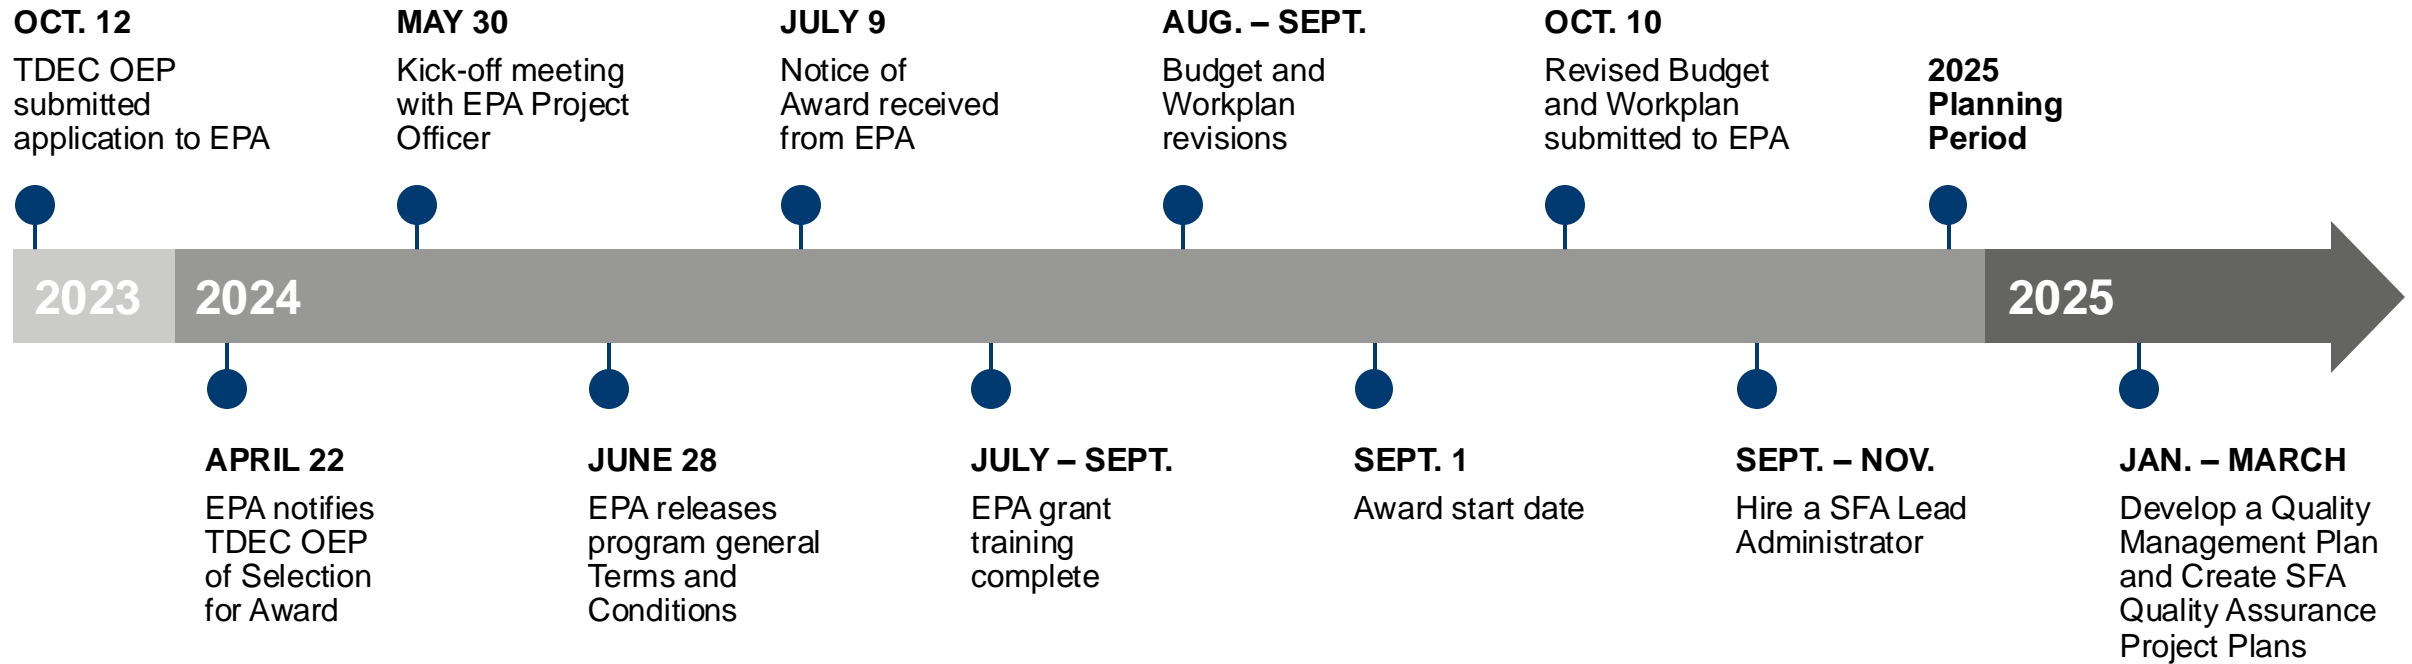 OCT. 12
TDEC OEP
submitted
application to EPA
MAY 30
Kick-off meeting
with EPA Project
Officer
JULY 9
Notice of
Award received
from EPA
AUG. – SEPT.
Budget and
Workplan
revisions
OCT. 10
Revised Budget
and Workplan
submitted to EPA
2025
Planning
Period
2023
2024
2025
APRIL 22
EPA notifies
TDEC OEP
of Selection
for Award
JUNE 28
EPA releases
program general
Terms and
Conditions
JULY – SEPT.
EPA grant
training
complete
SEPT. 1
Award start date
SEPT. – NOV.
Hire a SFA Lead
Administrator
JAN. – MARCH
Develop a Quality
Management Plan
and Create SFA
Quality Assurance
Project Plans